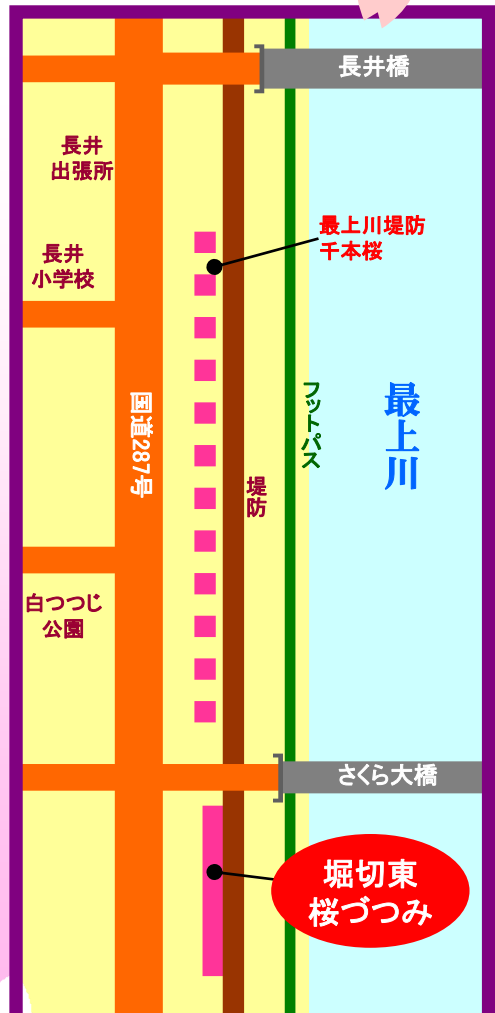 長井橋
長井
出張所
最上川堤防
千本桜
長井
小学校
国道287号
フットパス
最上川
堤防
白つつじ
公園
さくら大橋
堀切東
桜づつみ